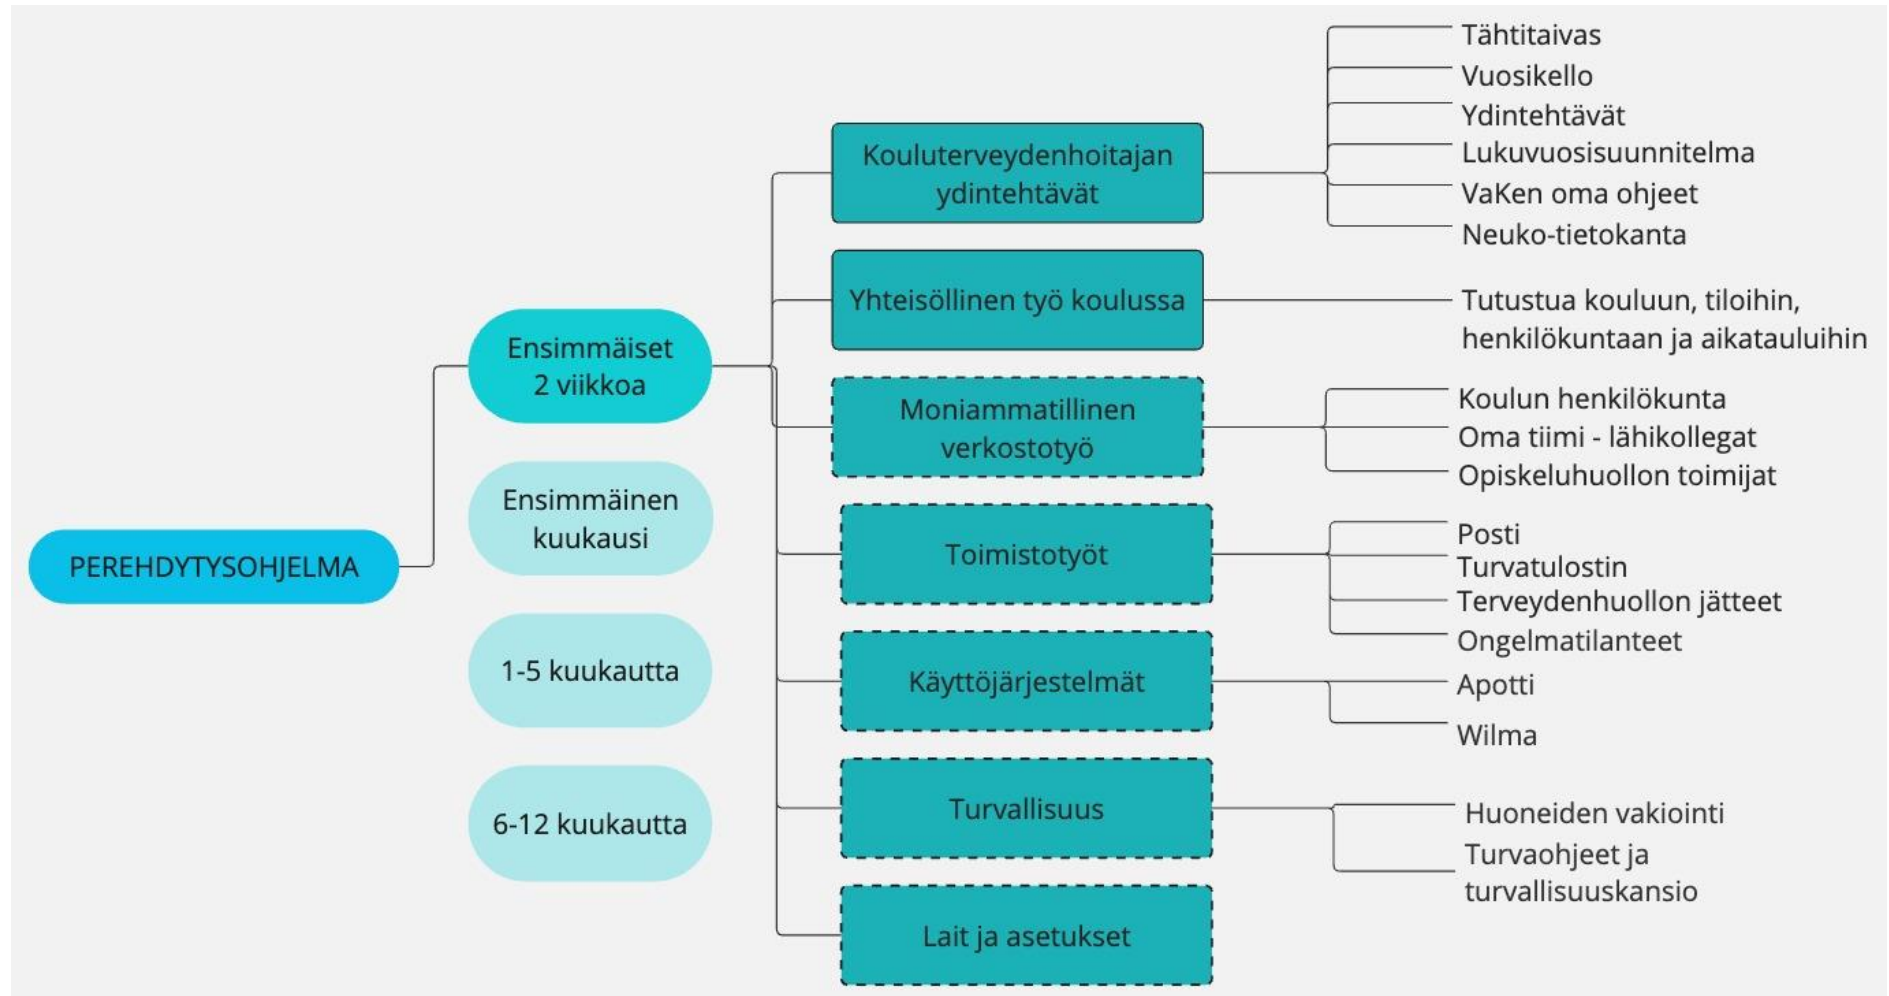 PEREHDYTYSOHJELMA
Ensimmäiset
2 viikkoa
Ensimmäinen
kuukausi
1-5 kuukautta
6-12 kuukautta
Kouluterveydenhoitajan
ydintehtävät
Tähtitaivas
Vuosikello
Ydintehtävät
Lukuvuosisuunnitelma
VaKen oma ohjeet
Neuko-tietokanta
Yhteisöllinen työ koulussa
Tutustua kouluun, tiloihin,
henkilökuntaan ja aikatauluihin
Moniammatillinen
verkostotyö
Koulun henkilökunta
Oma tiimi - lähikollegat
Opiskeluhuollon toimijat
Toimistotyöt
Posti
Turvatulostin
Terveydenhuollon jätteet
Ongelmatilanteet
Käyttöjärjestelmät
Apotti
Wilma
Turvallisuus
Huoneiden vakiointi
Turvaohjeet ja
turvallisuuskansio
Lait ja asetukset